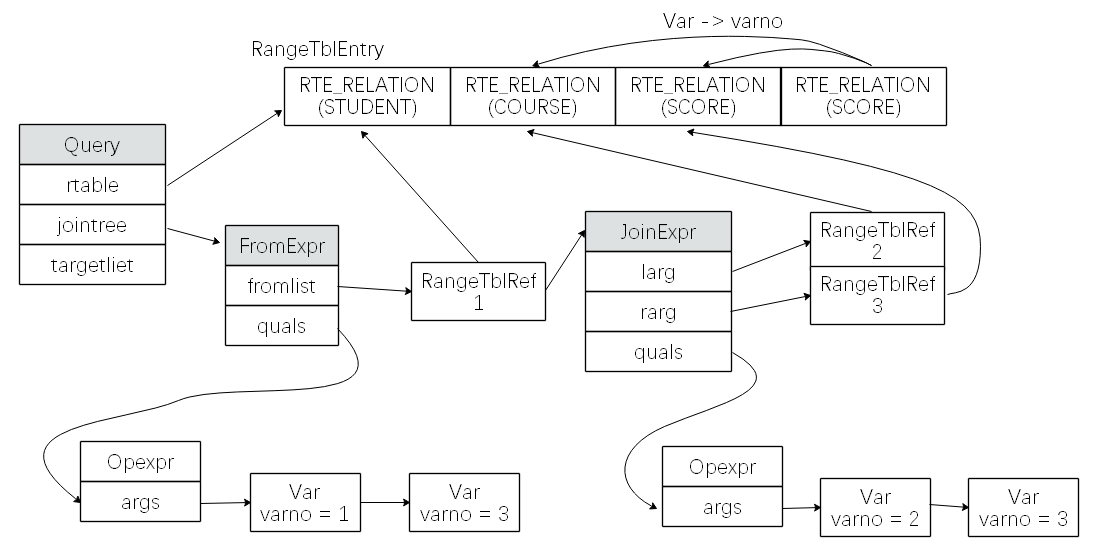 Var -> varno
RangeTblEntry
RTE_RELATION
(STUDENT)
RTE_RELATION
(COURSE)
RTE_RELATION
(SCORE)
RTE_RELATION
(SCORE)
Query
rtable
jointree
targetliet
FromExpr
fromlist
quals
RangeTblRef
1
JoinExpr
larg
rarg
quals
RangeTblRef
2
RangeTblRef
3
Opexpr
args
Var
varno = 1
Var
varno = 3
Opexpr
args
Var
varno = 2
Var
varno = 3